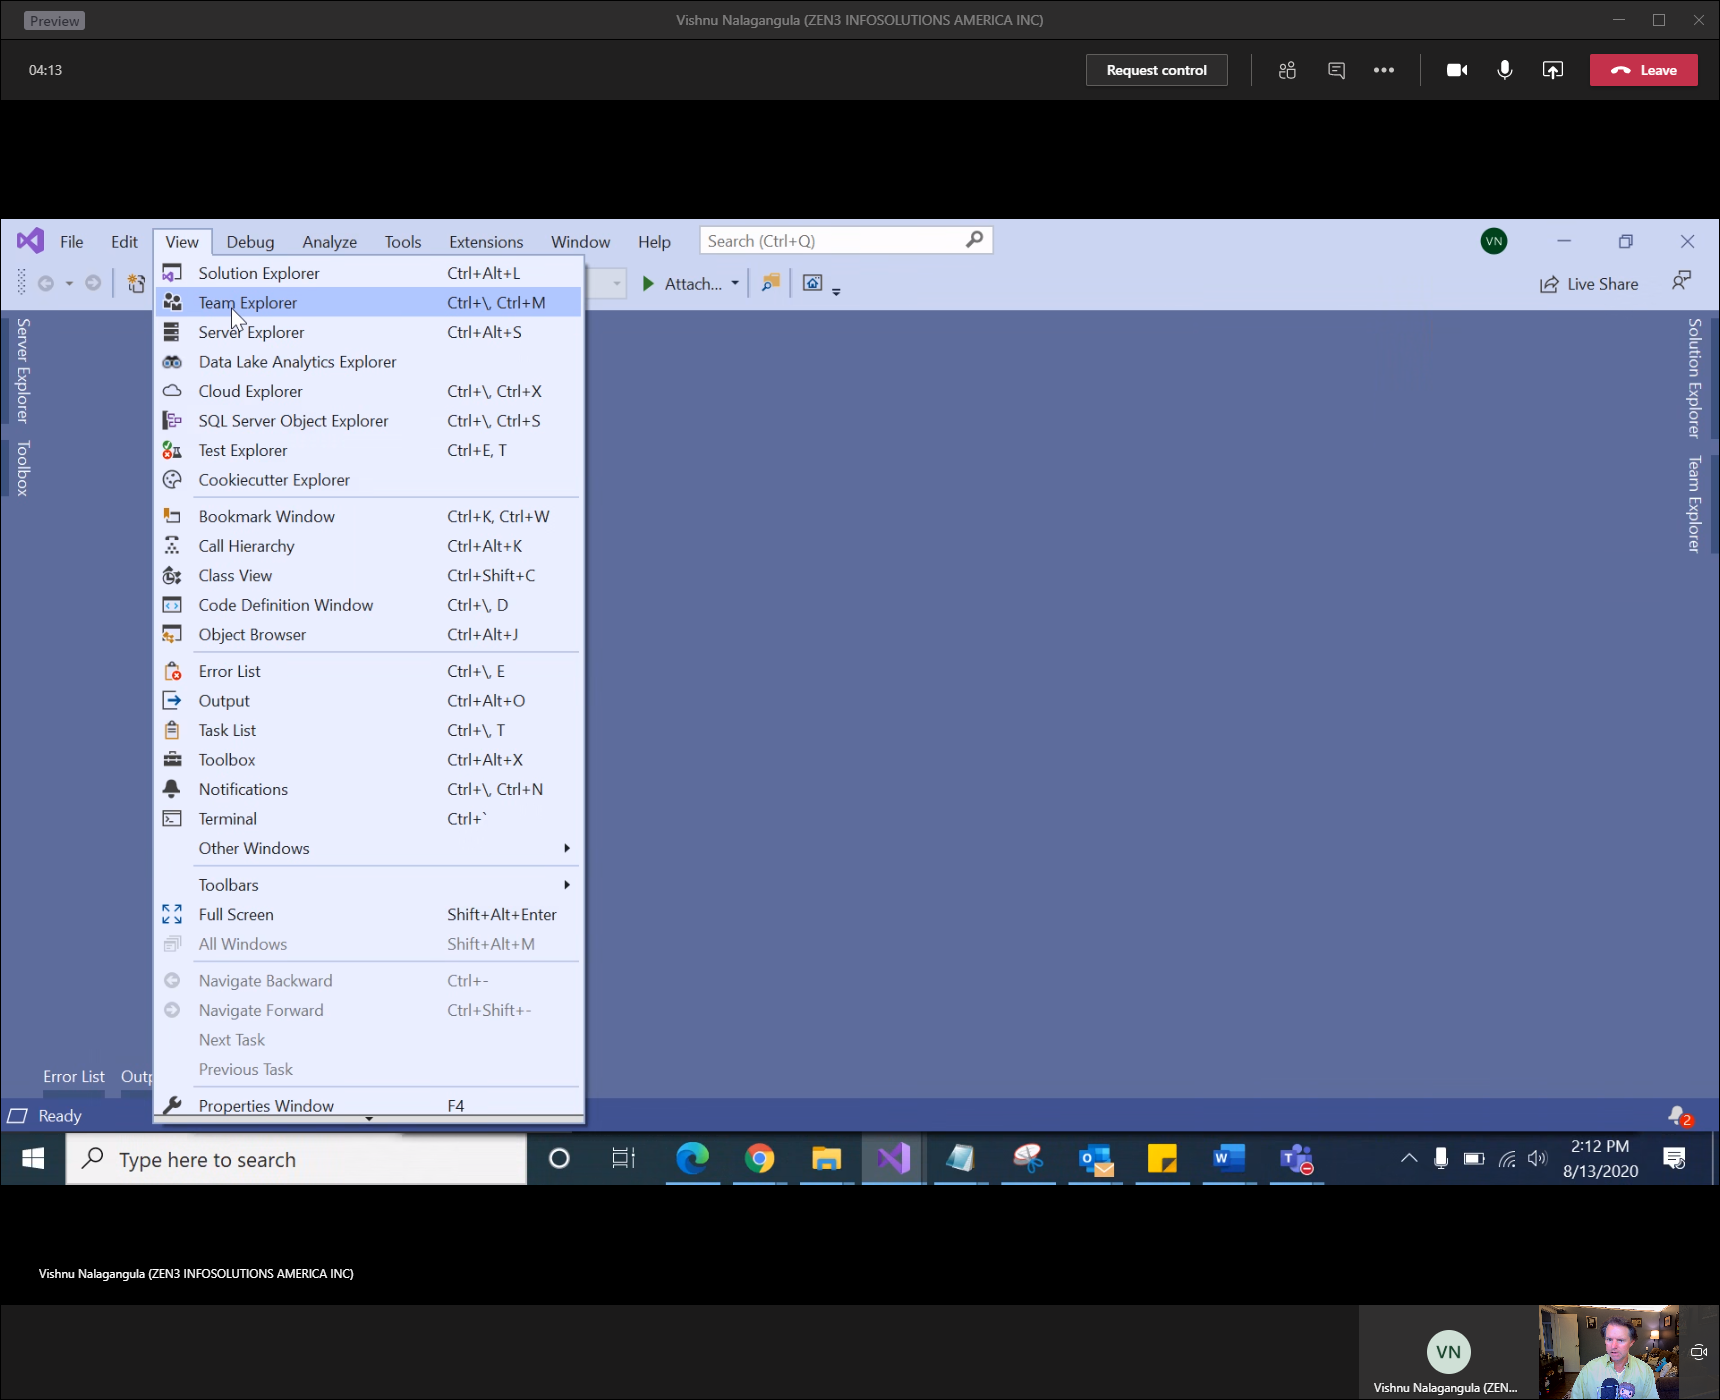 Preview
Vishnu Nalagangula (ZEN3 INFOSOLUTIONS AMERICA INC)
04:13
Request control
Leave
File Edit View Debug Analyze Tools Extensions Window Help Search (Ctrl+Q) VN
Attach...
Live Share
Server Explorer
Toolbox
Solution Explorer Ctrl+Alt+L
Team Explorer Ctrl+\, Ctrl+M
Server Explorer Ctrl+Alt+S
Data Lake Analytics Explorer
Cloud Explorer Ctrl+\, Ctrl+X
SQL Server Object Explorer Ctrl+\, Ctrl+S
Test Explorer Ctrl+E, T
Cookiecutter Explorer
Bookmark Window Ctrl+K, Ctrl+W
Call Hierarchy Ctrl+Alt+K
Class View Ctrl+Shift+C
Code Definition Window Ctrl+\, D
Object Browser Ctrl+Alt+J
Error List Ctrl+\, E
Output Ctrl+Alt+O
Task List Ctrl+\, T
Toolbox Ctrl+Alt+X
Notifications Ctrl+\, Ctrl+N
Terminal Ctrl+`
Other Windows
Toolbars
Full Screen Shift+Alt+Enter
All Windows Shift+Alt+M
Navigate Backward Ctrl+-
Navigate Forward Ctrl+Shift+-
Next Task
Previous Task
Properties Window F4
Solution Explorer
Team Explorer
Error List Outp
Ready
2
Type here to search
2:12 PM
8/13/2020
Vishnu Nalagangula (ZEN3 INFOSOLUTIONS AMERICA INC)
VN
Vishnu Nalagangula (ZEN...